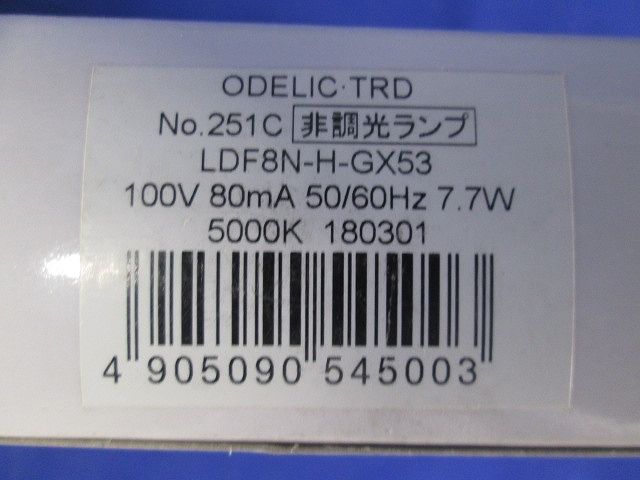 ODELIC·TRD
No.251C 非調光ランプ
LDF8N-H-GX53
100V 80mA 50/60Hz 7.7W
5000K 180301
4 905090 545003